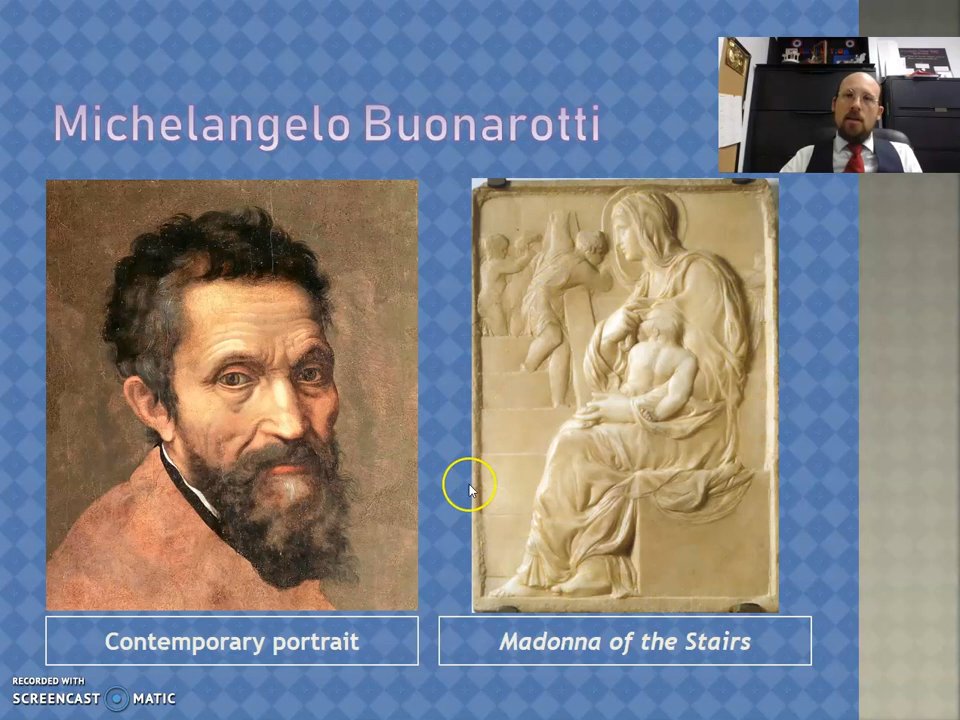 Michelangelo Buonarotti
Contemporary portrait
Madonna of the Stairs
RECORDED WITH
SCREENCAST MATIC